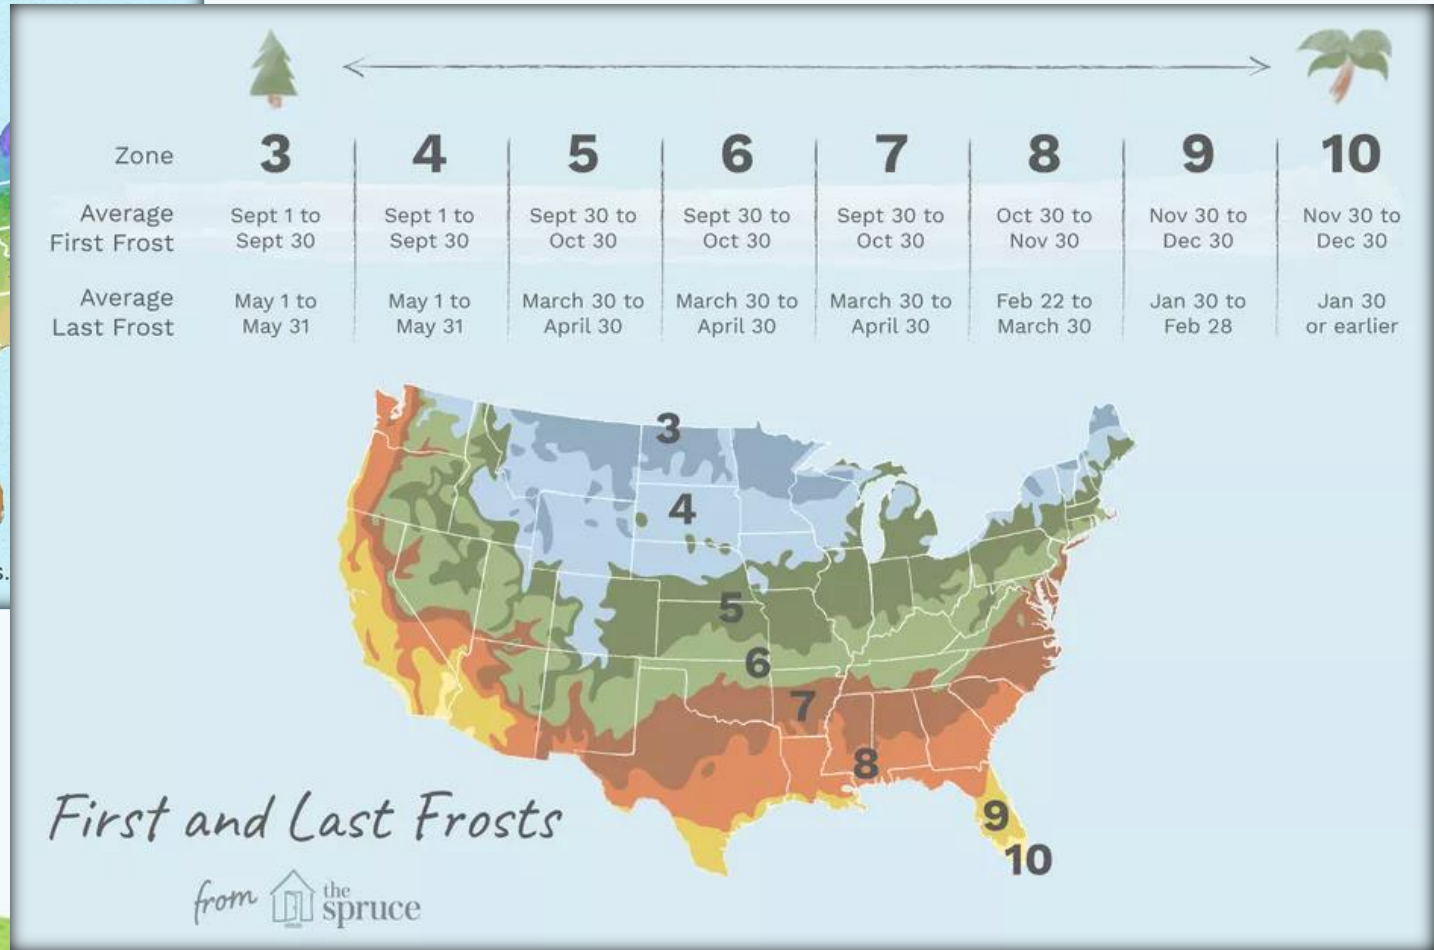 Zone 3 4 5 6 7 8 9 10
Average Sept 1 to Sept 1 to Sept 30 to Sept 30 to Sept 30 to Oct 30 to Nov 30 to Nov 30 to
First Frost Sept 30 Sept 30 Oct 30 Oct 30 Oct 30 Nov 30 Dec 30 Dec 30
Average May 1 to May 1 to March 30 to March 30 to March 30 to Feb 22 to Jan 30 to Jan 30
Last Frost May 31 May 31 April 30 April 30 April 30 March 30 Feb 28 or earlier
3
4
5
6
7
8
9
10
First and Last Frosts
from the
spruce